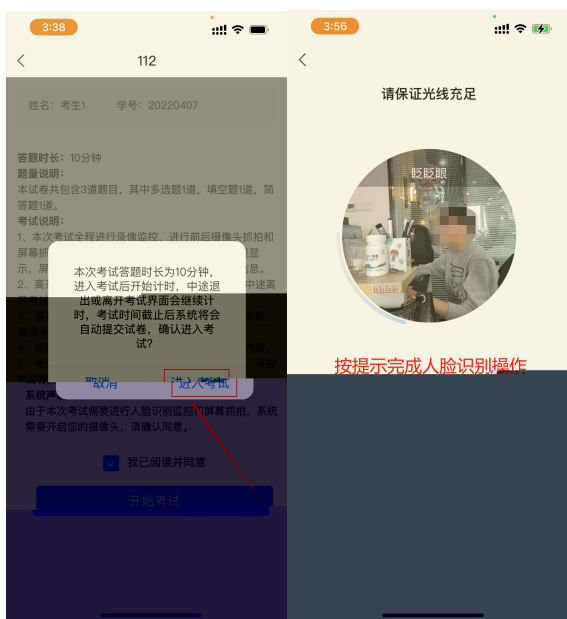 3:38
112
姓名：考生1 学号：20220407
答题时长：10分钟
题量说明：
本试卷共包含3道题目，其中多选题1道，填空题1道，简
答题1道。
考试说明：
1、本次考试全程进行录像监控，进行前后摄像头抓拍和
屏幕抓
显
示，屏
信息。
2、离开
中途离
本次考试答题时长为10分钟，
进入考试后开始计时，中途退
出或离开考试界面会继续计
时，考试时间截止后系统将会
自动提交试卷，确认进入考
试？
取消 进入考试
系统声
由于本次考试需要进行人脸识别监控和屏幕抓拍，系统
需要开启您的摄像头，请确认同意。
我已阅读并同意
开始考试
3:56
请保证光线充足
眨眨眼
按提示完成人脸识别操作